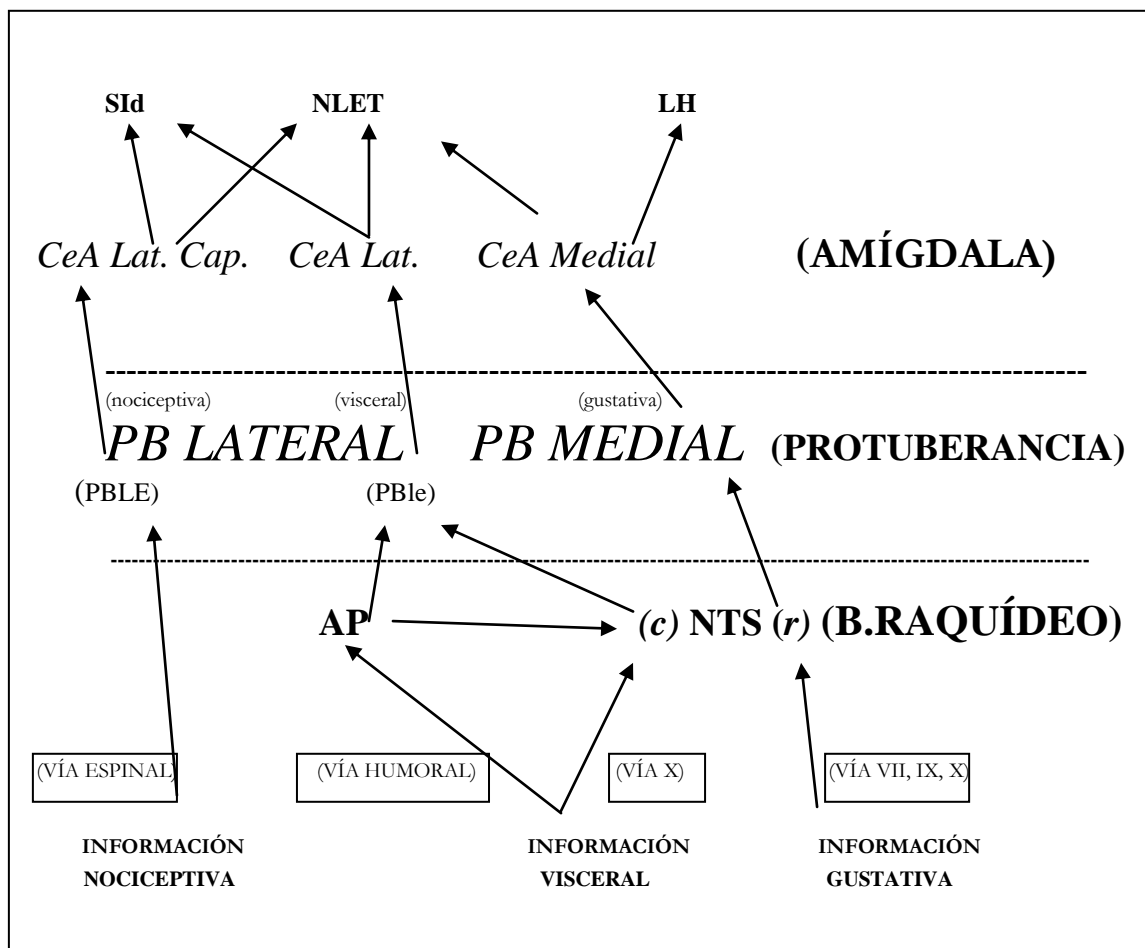 SId NLET LH
CeA Lat. Cap. CeA Lat. CeA Medial (AMÍGDALA)
(nociceptiva) (visceral) (gustativa)
PB LATERAL PB MEDIAL (PROTUBERANCIA)
(PBLE) (PBle)
AP (c) NTS (r) (B.RAQUÍDEO)
(VÍA ESPINAL) (VÍA HUMORAL) (VÍA X) (VÍA VII, IX, X)
INFORMACIÓN INFORMACIÓN INFORMACIÓN
NOCICEPTIVA VISCERAL GUSTATIVA